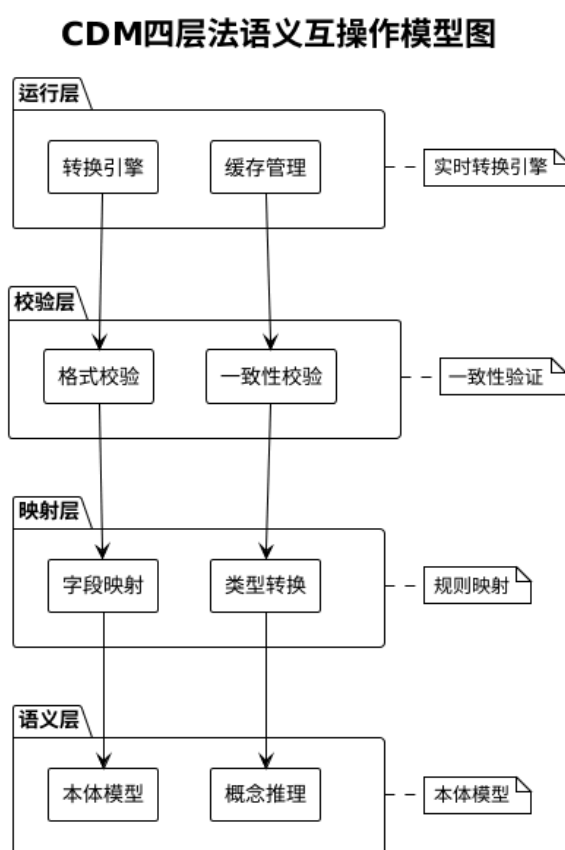 CDM四层法语义互操作模型图
运行层
转换引擎
缓存管理
实时转换引擎
校验层
格式校验
一致性校验
一致性验证
映射层
字段映射
类型转换
规则映射
语义层
本体模型
概念推理
本体模型